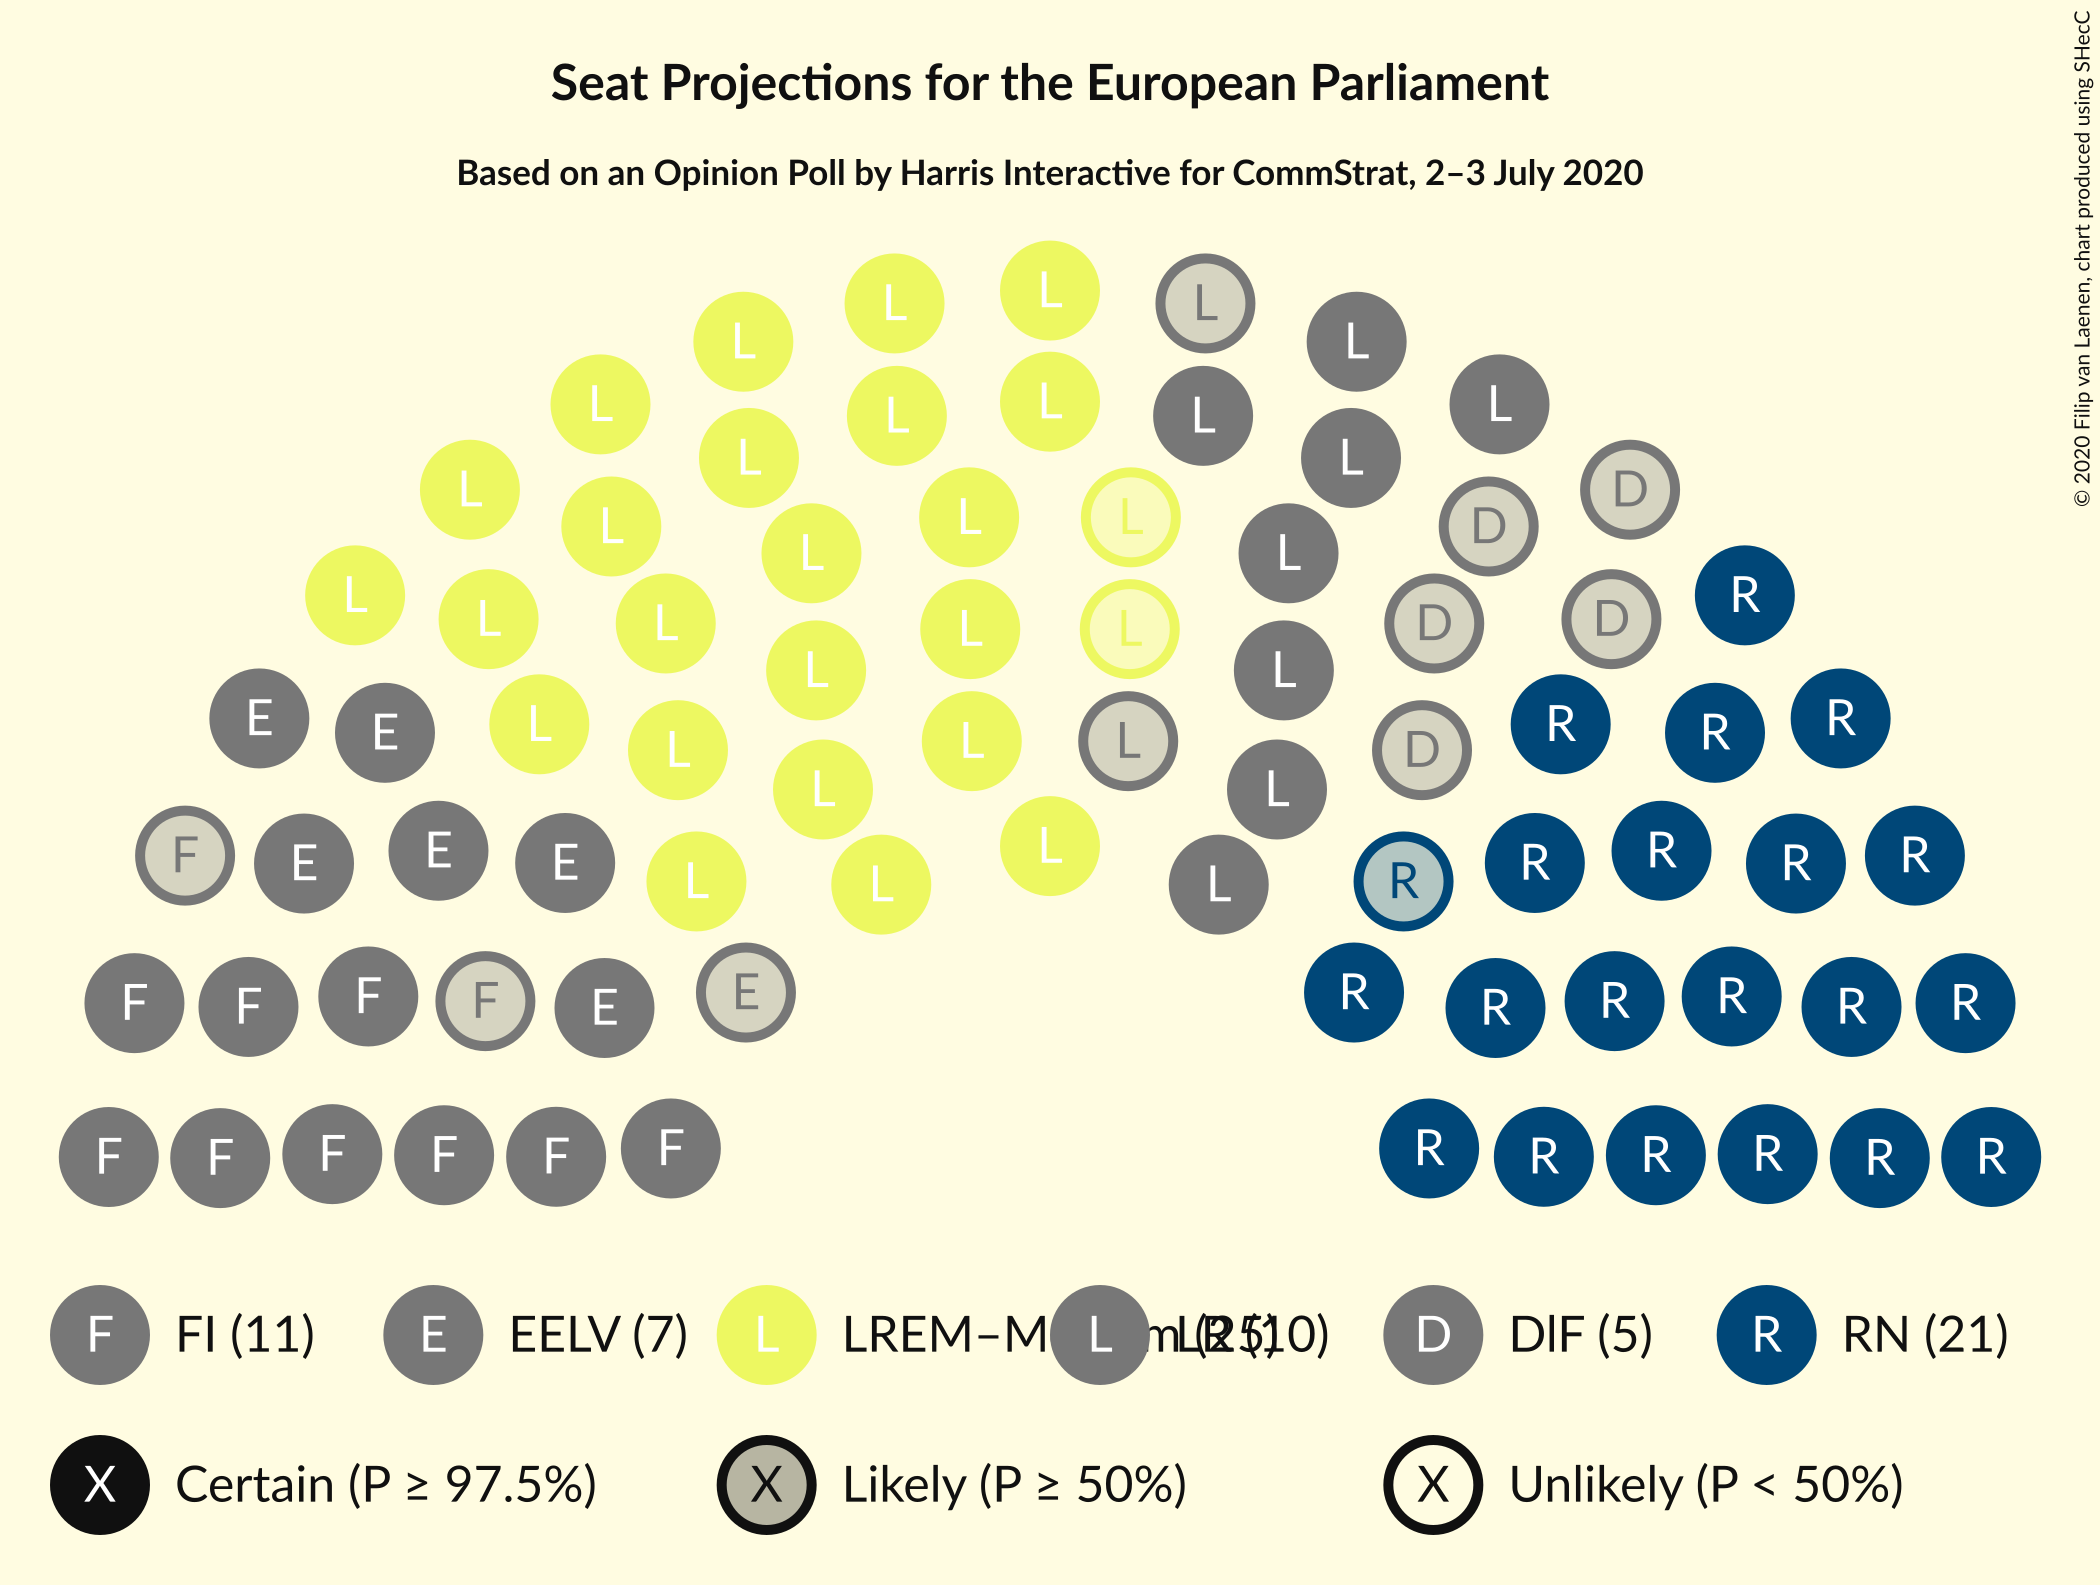 Seat Projections for the European Parliament
Based on an Opinion Poll by Harris Interactive for CommStrat, 2–3 July 2020
© 2020 Filip van Laenen, chart produced using SHecC
L L L
L L
L L L L L
L L
L D
L L L D
L L
L R
L L L L D D
L L
E E L L L L D R R R
L L
F E E E L L L L R R R R R
F F F F E E R R R R R R
F F F F F F R R R R R R
F FI (11) E EELV (7) L L LR (10) D DIF (5) R RN (21)
X Certain (P ≥ 97.5%) X Likely (P ≥ 50%) X Unlikely (P < 50%)